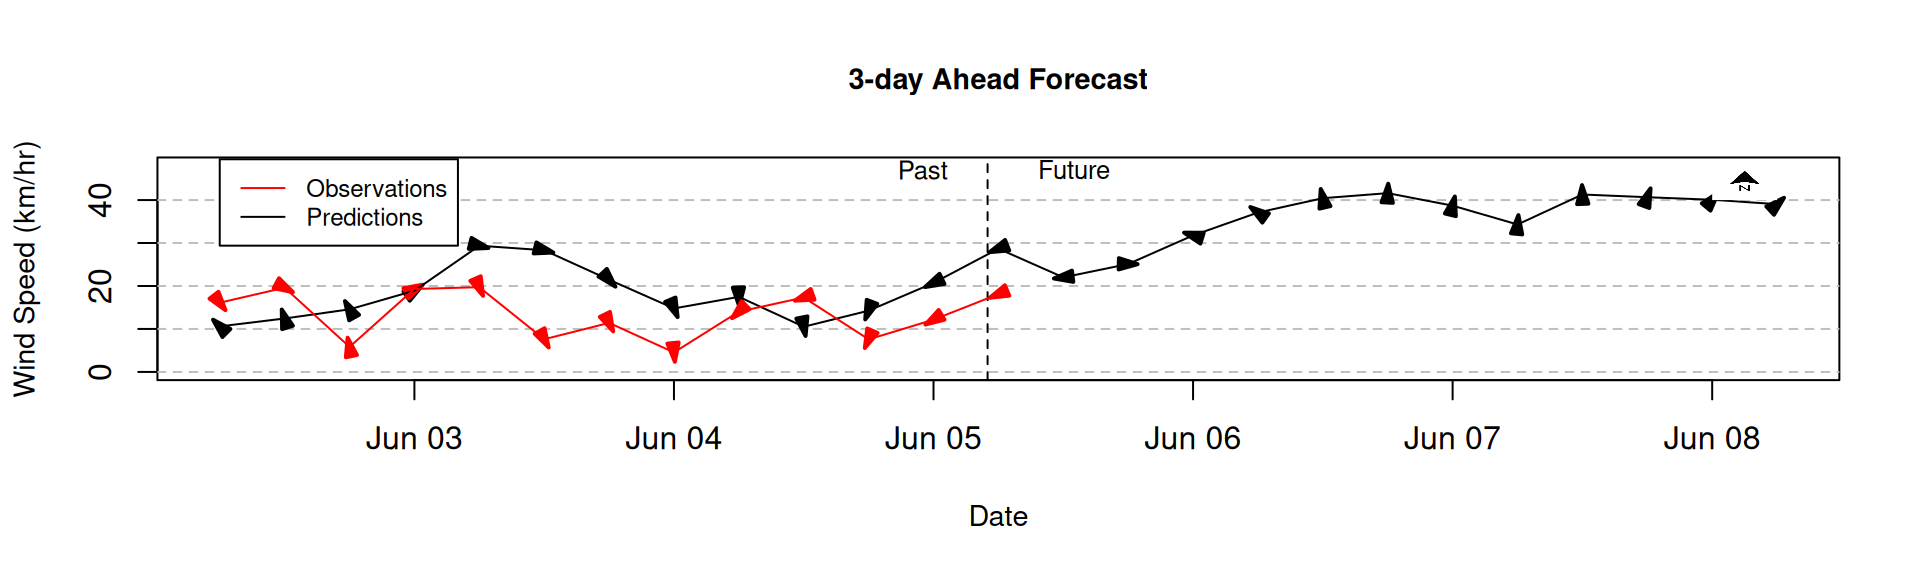 3-day Ahead Forecast
Wind Speed (km/hr)
40
20
0
Observations
Predictions
Past
Future
N
Jun 03
Jun 04
Jun 05
Jun 06
Jun 07
Jun 08
Date